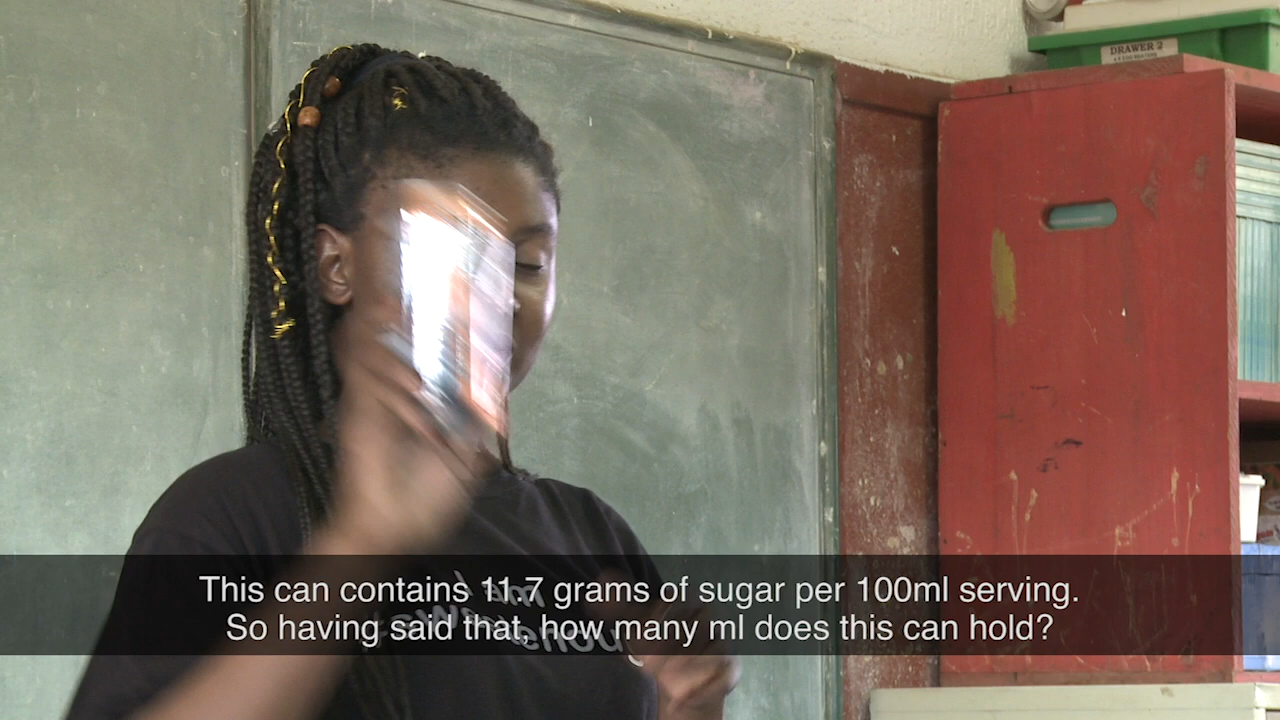 DRAWER 2
This can contains 11.7 grams of sugar per 100ml serving.
So having said that, how many ml does this can hold?